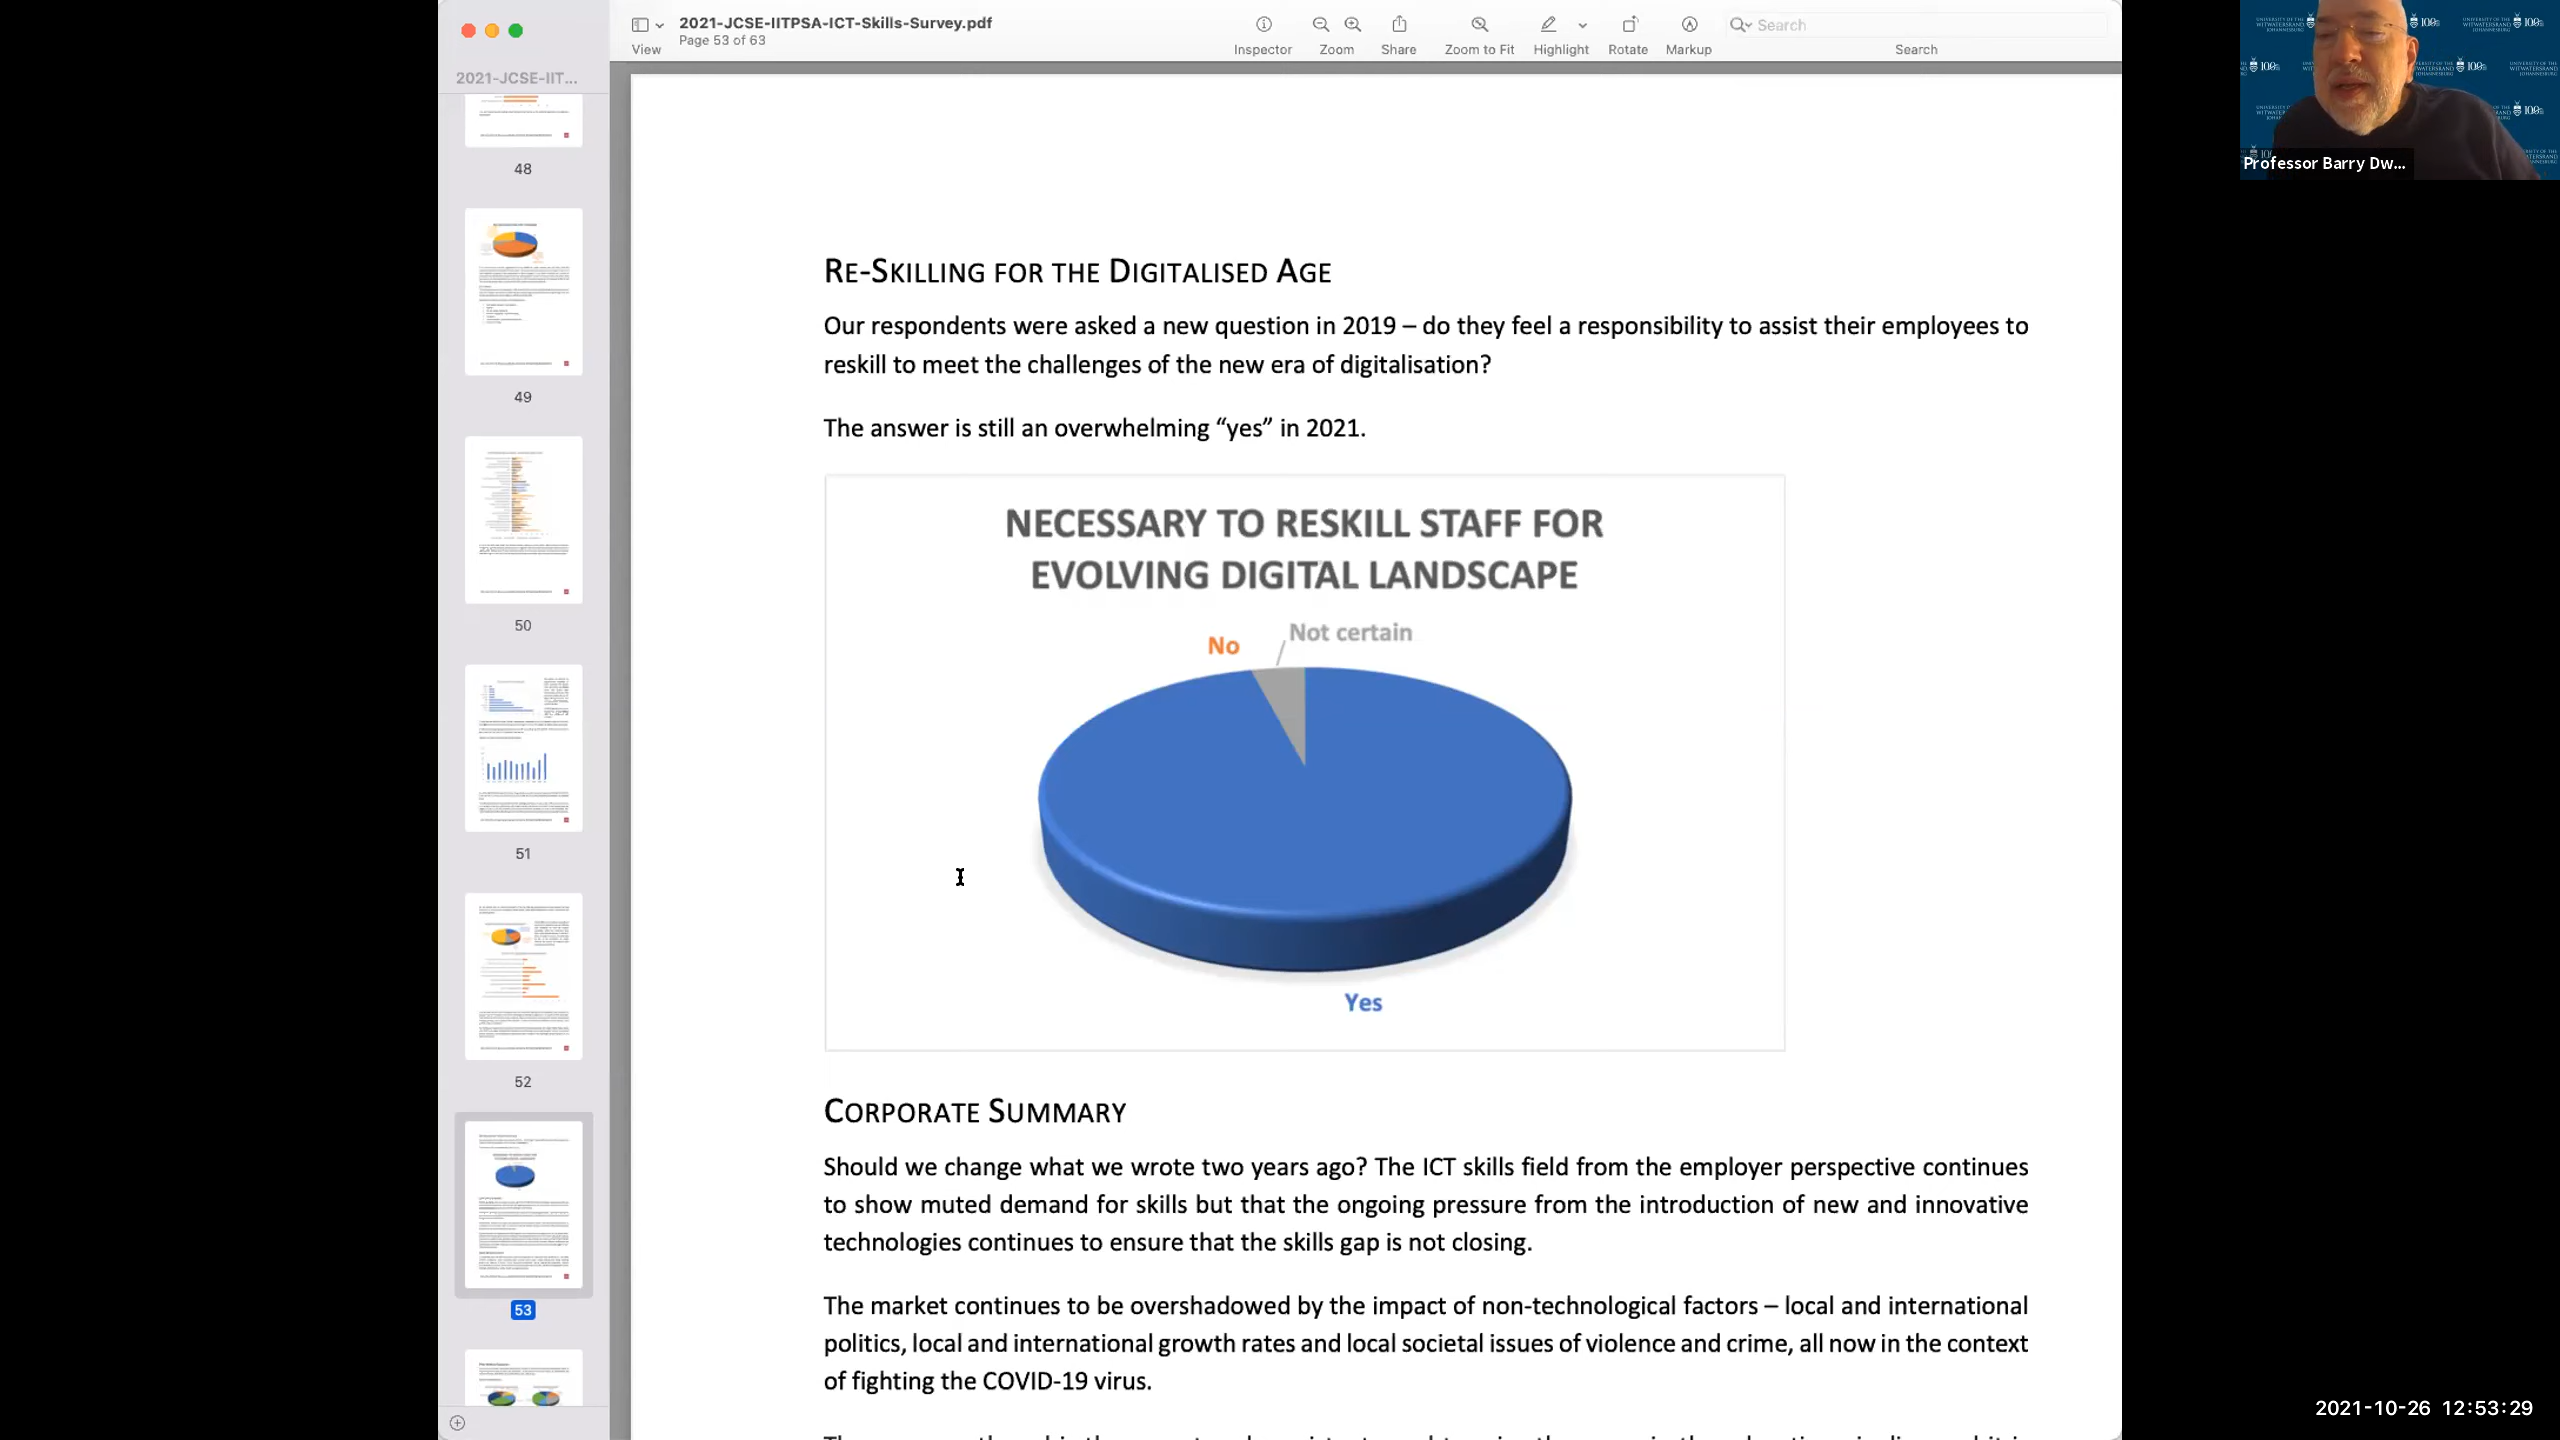 2021-JCSE-IITPSA-ICT-Skills-Survey.pdf
Page 53 of 63
View
Inspector
Zoom
Share
Zoom to Fit
Highlight
Rotate
Markup
Search
Search
2021-JCSE-IIT...
48
49
50
51
52
53
RE-SKILLING FOR THE DIGITALISED AGE
Our respondents were asked a new question in 2019 – do they feel a responsibility to assist their employees to
reskill to meet the challenges of the new era of digitalisation?
The answer is still an overwhelming “yes” in 2021.
NECESSARY TO RESKILL STAFF FOR
EVOLVING DIGITAL LANDSCAPE
No
Not certain
Yes
CORPORATE SUMMARY
Should we change what we wrote two years ago? The ICT skills field from the employer perspective continues
to show muted demand for skills but that the ongoing pressure from the introduction of new and innovative
technologies continues to ensure that the skills gap is not closing.
The market continues to be overshadowed by the impact of non-technological factors – local and international
politics, local and international growth rates and local societal issues of violence and crime, all now in the context
of fighting the COVID-19 virus.
Professor Barry Dw...
2021-10-26 12:53:29